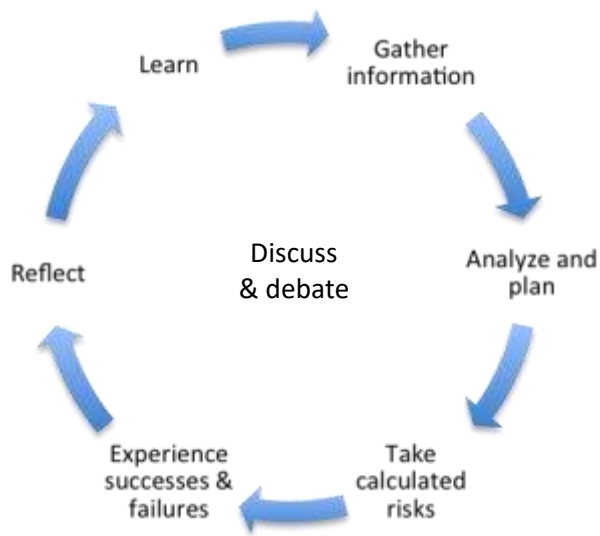 Learn
Gather
information
Discuss
& debate
Reflect
Analyze and
plan
Experience
successes &
failures
Take
calculated
risks